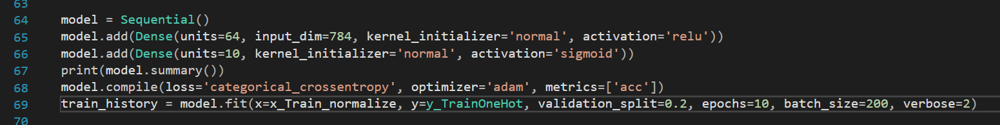 63
64 model = Sequential()
65 model.add(Dense(units=64, input_dim=784, kernel_initializer='normal', activation='relu'))
66 model.add(Dense(units=10, kernel_initializer='normal', activation='sigmoid'))
67 print(model.summary())
68 model.compile(loss='categorical_crossentropy', optimizer='adam', metrics=['acc'])
69 train_history = model.fit(x=x_Train_normalize, y=y_TrainOneHot, validation_split=0.2, epochs=10, batch_size=200, verbose=2)
70